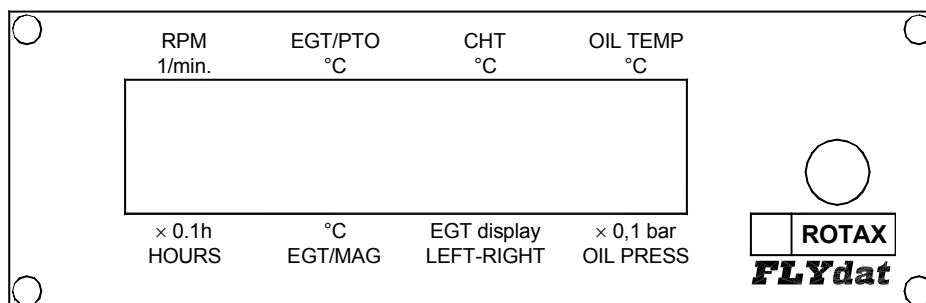 RPM EGT/PTO CHT OIL TEMP
1/min. °C °C °C
× 0.1h °C EGT display × 0,1 bar
HOURS EGT/MAG LEFT-RIGHT OIL PRESS
ROTAX
FLYdat